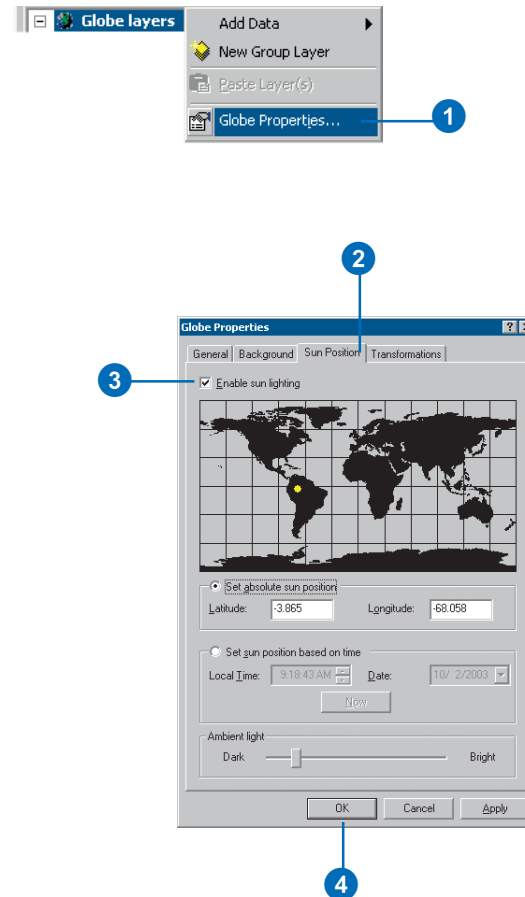 Globe layers
Add Data
New Group Layer
Paste Layer(s)
Globe Properties...
1
2
Globe Properties
General Background Sun Position Transformations
3
Enable sun lighting
Set absolute sun position
Latitude: -3.865 Longitude: -68.058
Set sun position based on time
Local Time: 9:18:43 AM Date: 10/ 2/2003
Now
Ambient light
Dark Bright
OK Cancel Apply
4